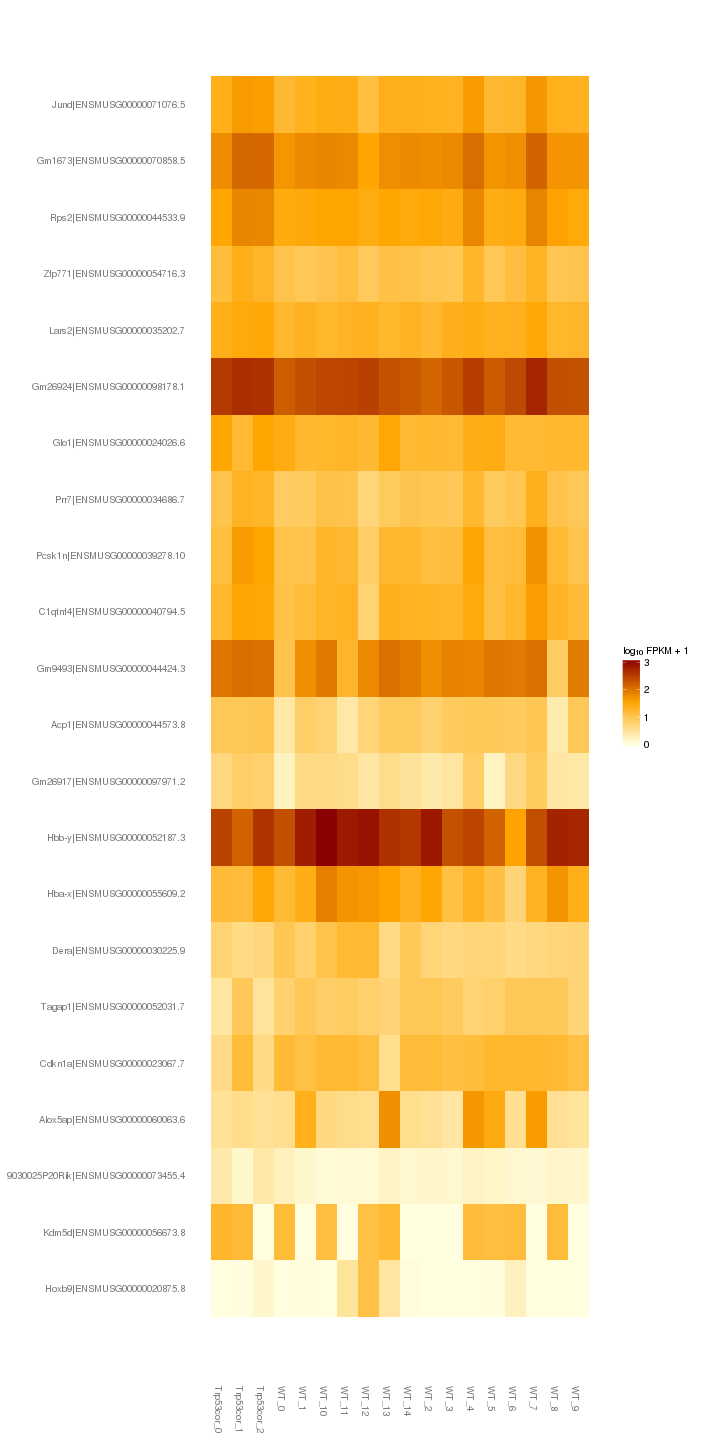 Jund|ENSMUSG00000071076.5
Gm1673|ENSMUSG00000070858.5
Rps2|ENSMUSG00000044533.9
Zfp771|ENSMUSG00000054716.3
Lars2|ENSMUSG00000035202.7
Gm26924|ENSMUSG00000098178.1
Glo1|ENSMUSG00000024026.6
Prr7|ENSMUSG00000034686.7
Pcsk1n|ENSMUSG00000039278.10
C1qtnf4|ENSMUSG00000040794.5
Gm9493|ENSMUSG00000044424.3
Acp1|ENSMUSG00000044573.8
Gm26917|ENSMUSG00000097971.2
Hbb-y|ENSMUSG00000052187.3
Hba-x|ENSMUSG00000055609.2
Dera|ENSMUSG00000030225.9
Tagap1|ENSMUSG00000052031.7
Cdkn1a|ENSMUSG00000023067.7
Alox5ap|ENSMUSG00000060063.6
9030025P20Rik|ENSMUSG00000073455.4
Kdm5d|ENSMUSG00000056673.8
Hoxb9|ENSMUSG00000020875.8
log₁₀ FPKM + 1
3
2
1
0
Trp53cor_0
Trp53cor_1
Trp53cor_2
WT_0
WT_1
WT_10
WT_11
WT_12
WT_13
WT_14
WT_2
WT_3
WT_4
WT_5
WT_6
WT_7
WT_8
WT_9